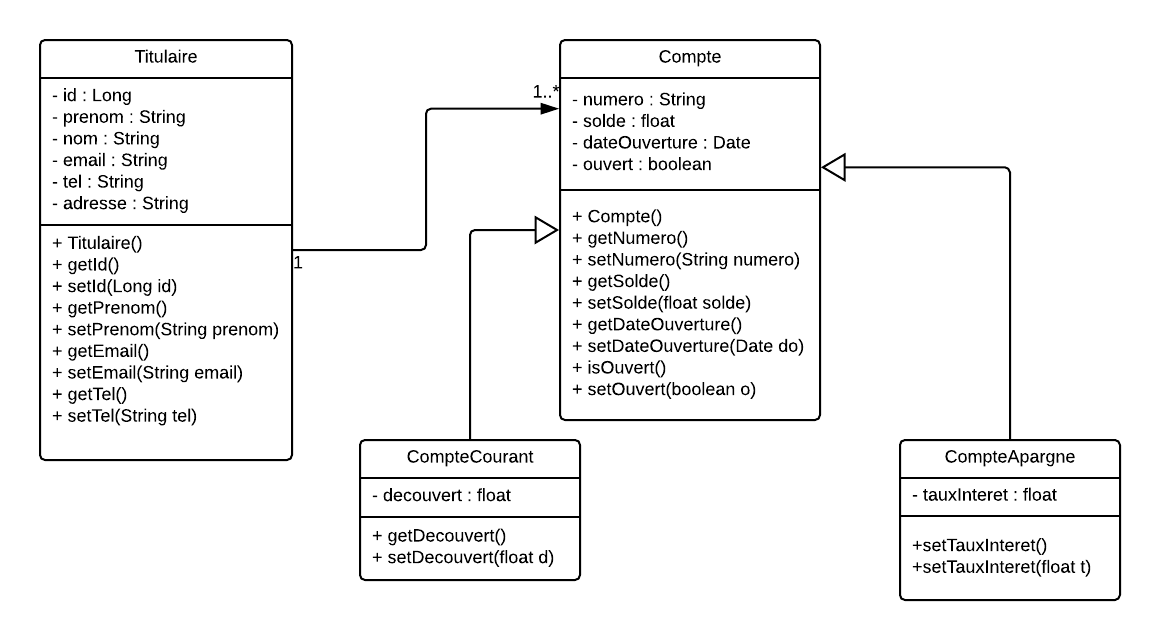 Titulaire
- id : Long
- prenom : String
- nom : String
- email : String
- tel : String
- adresse : String
+ Titulaire()
+ getId()
+ setId(Long id)
+ getPrenom()
+ setPrenom(String prenom)
+ getEmail()
+ setEmail(String email)
+ getTel()
+ setTel(String tel)
1
1..*
Compte
- numero : String
- solde : float
- dateOuverture : Date
- ouvert : boolean
+ Compte()
+ getNumero()
+ setNumero(String numero)
+ getSolde()
+ setSolde(float solde)
+ getDateOuverture()
+ setDateOuverture(Date do)
+ isOuvert()
+ setOuvert(boolean o)
CompteCourant
- decouvert : float
+ getDecouvert()
+ setDecouvert(float d)
CompteApargne
- tauxInteret : float
+setTauxInteret()
+setTauxInteret(float t)